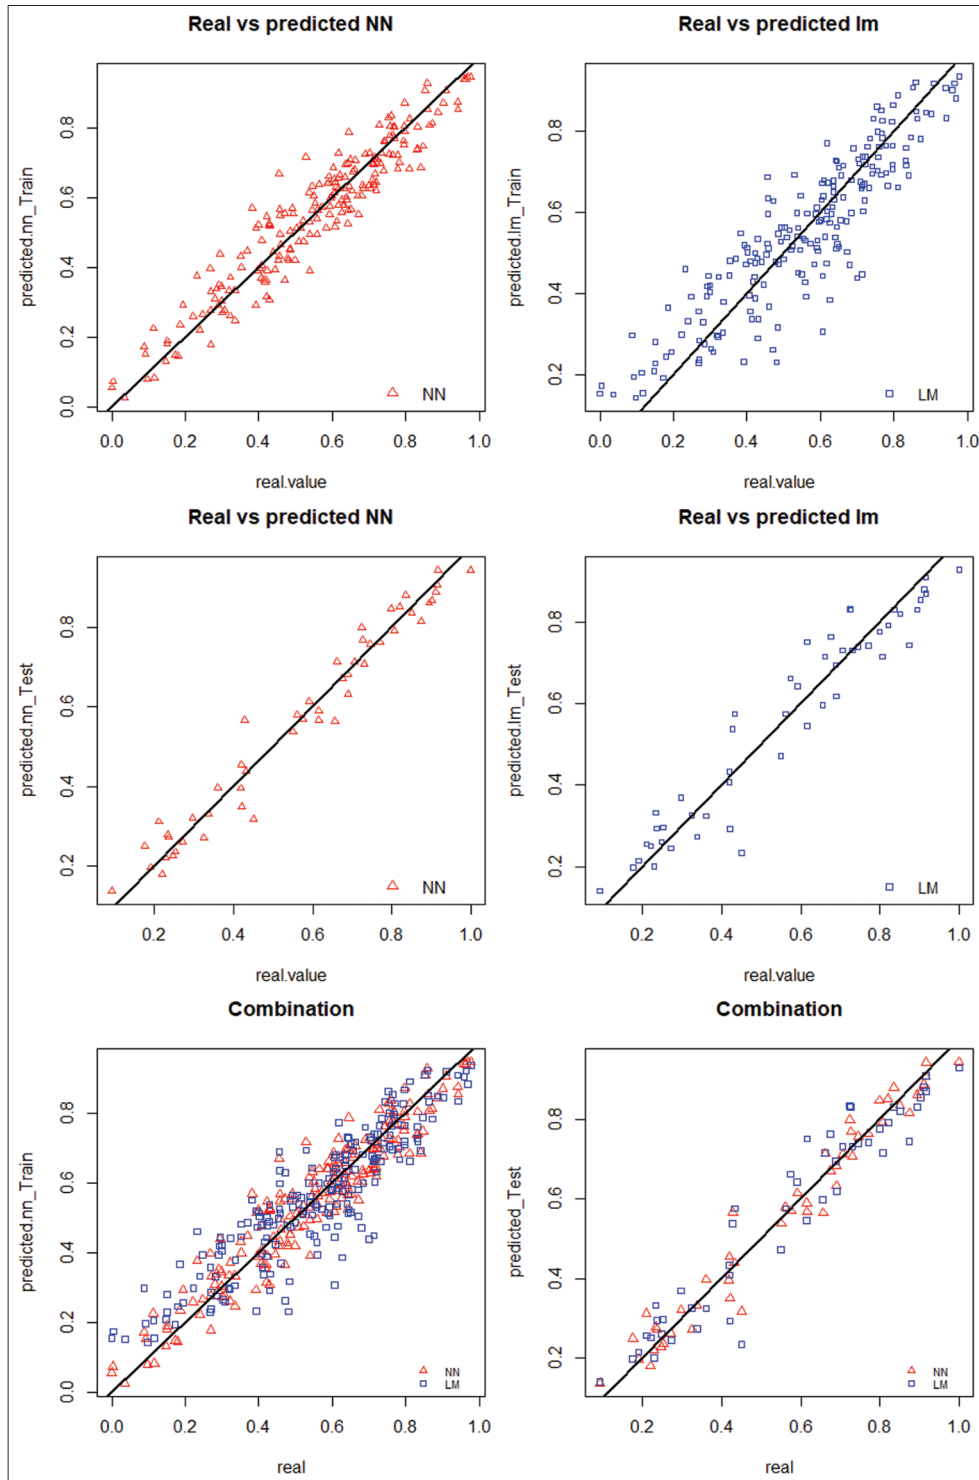 Real vs predicted NN
predicted.nn_Train
0.0 0.2 0.4 0.6 0.8
0.0 0.2 0.4 0.6 0.8 1.0
real.value
NN
Real vs predicted lm
predicted.lm_Train
0.2 0.4 0.6 0.8
0.0 0.2 0.4 0.6 0.8 1.0
real.value
LM
Real vs predicted NN
predicted.nn_Test
0.2 0.4 0.6 0.8
0.2 0.4 0.6 0.8 1.0
real.value
NN
Real vs predicted lm
predicted.lm_Test
0.2 0.4 0.6 0.8
0.2 0.4 0.6 0.8 1.0
real.value
LM
Combination
predicted.nn_Train
0.0 0.2 0.4 0.6 0.8
0.0 0.2 0.4 0.6 0.8 1.0
real
NN
LM
Combination
predicted_Test
0.2 0.4 0.6 0.8
0.2 0.4 0.6 0.8 1.0
real
NN
LM